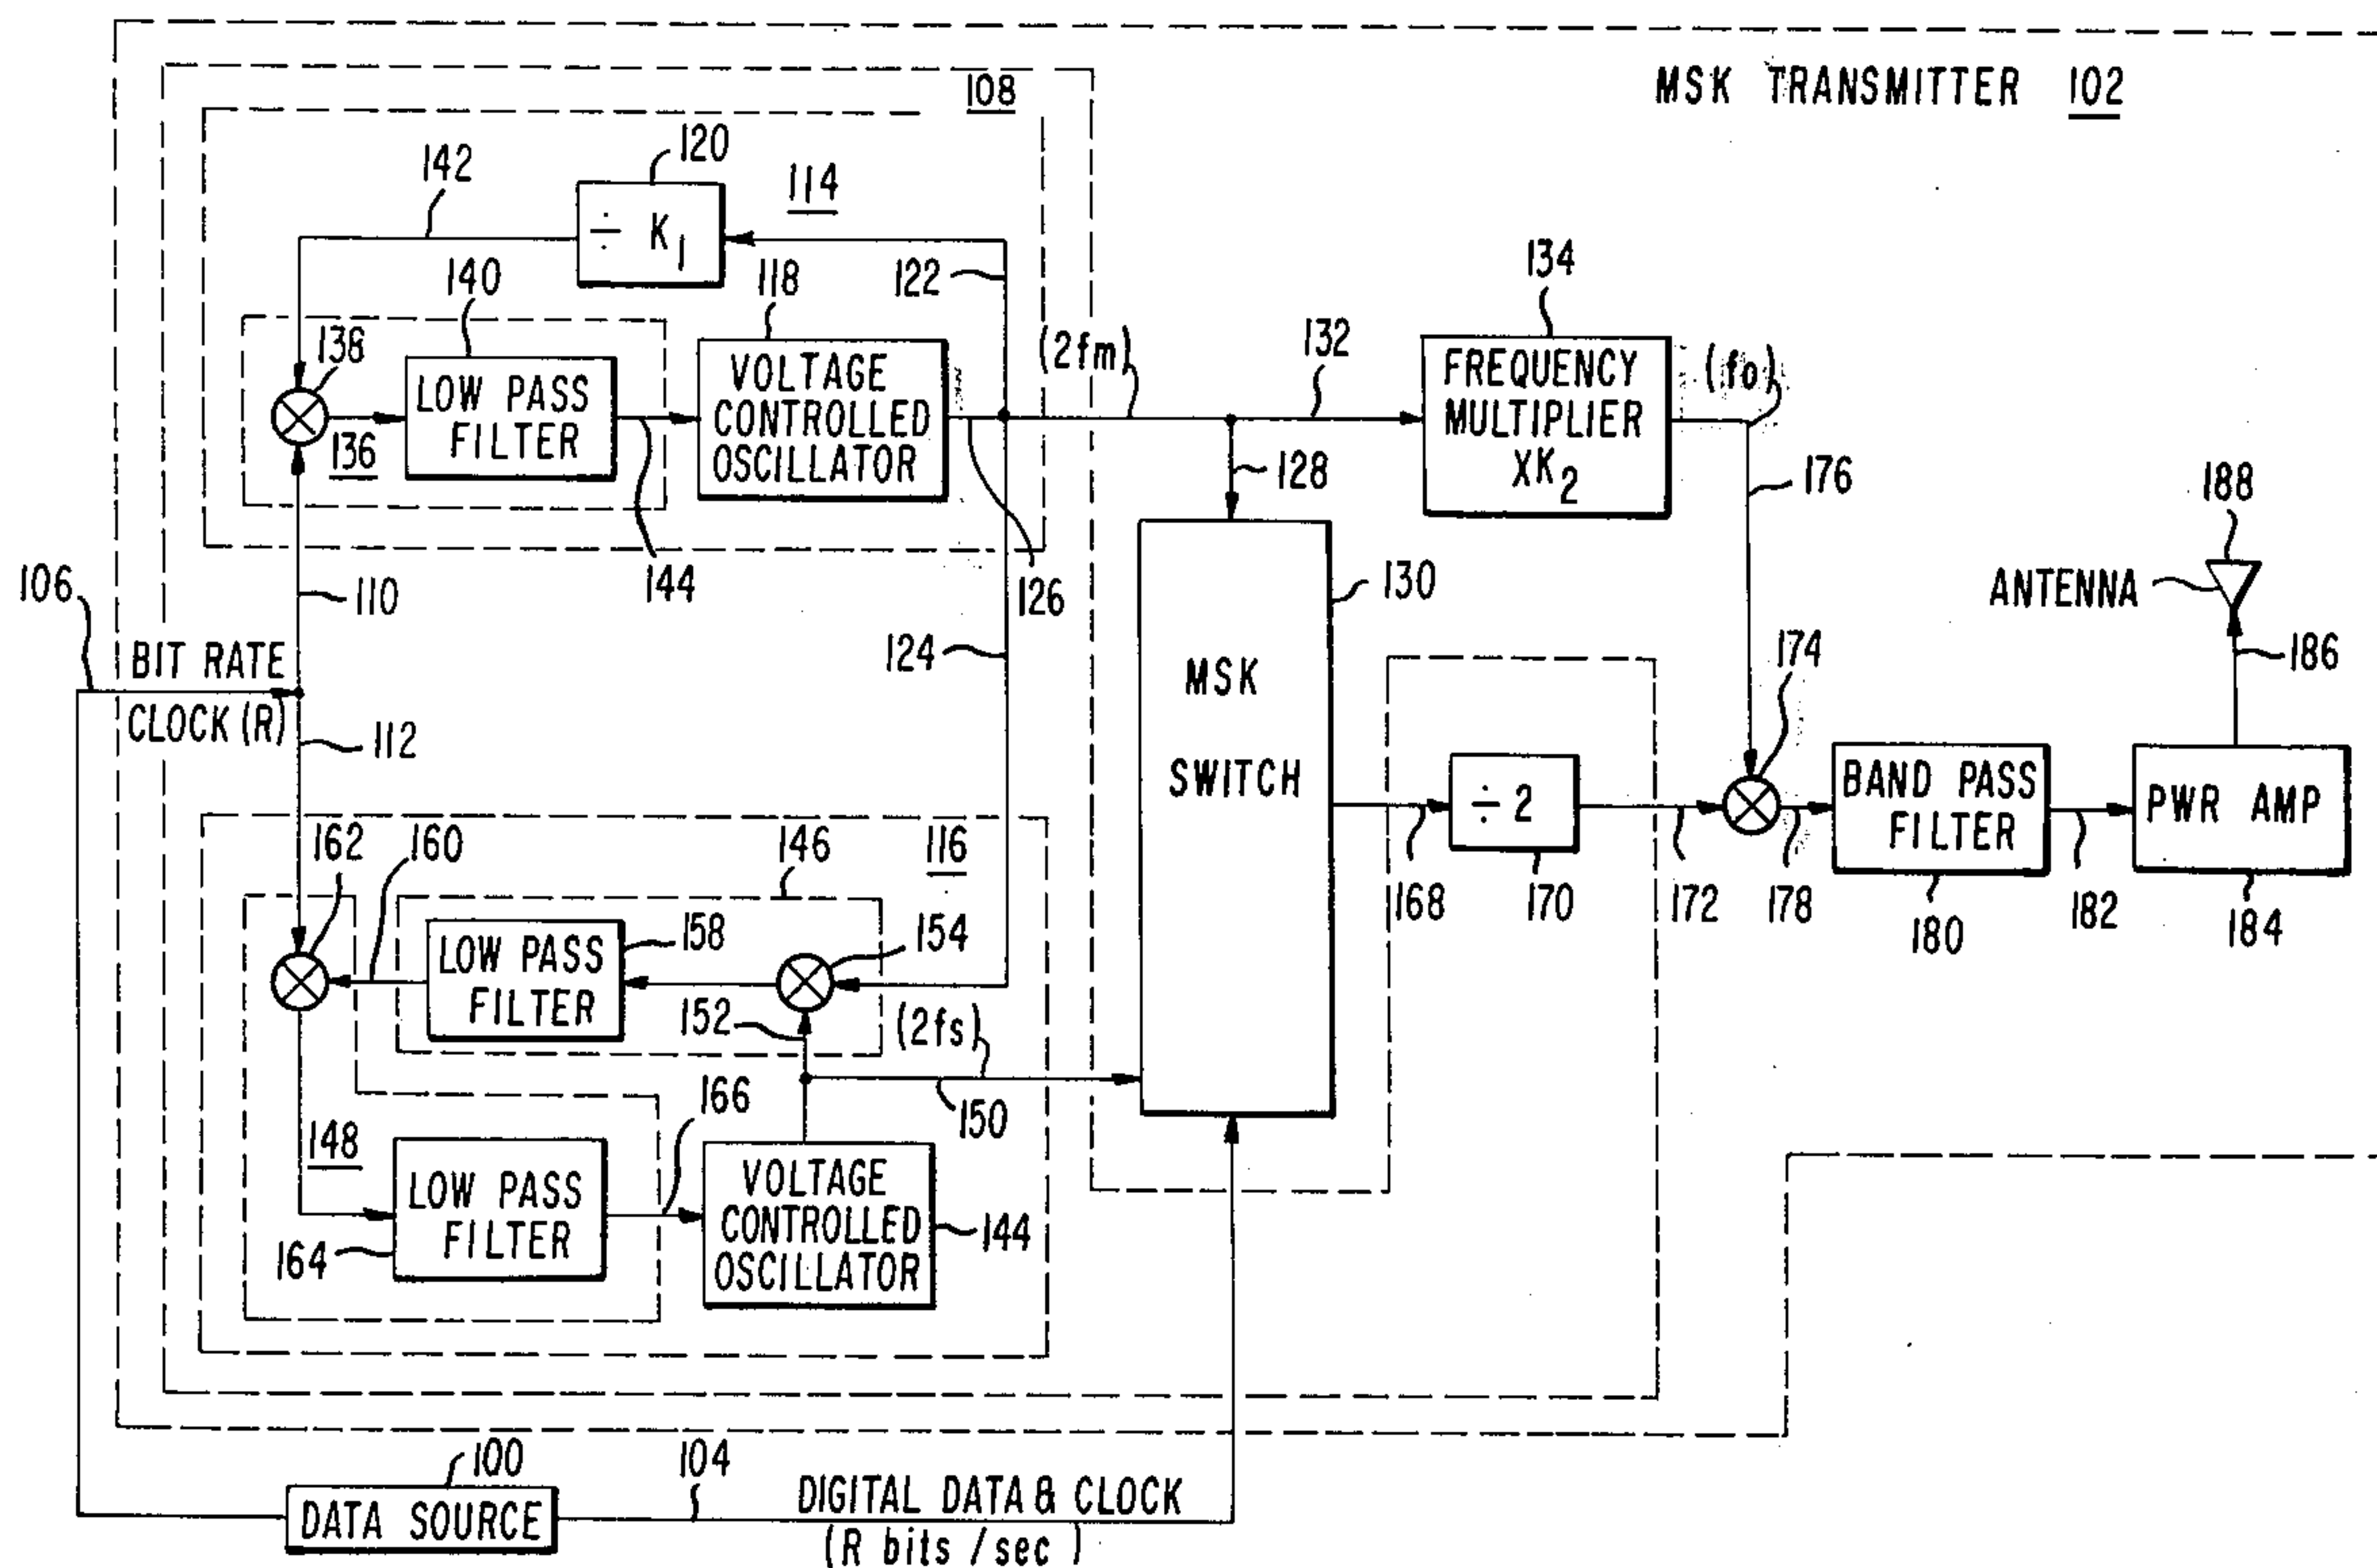 MSK TRANSMITTER 102
108
120
142
114
÷ K1
140
118
122
134
138
(2fm)
132
(fo)
LOW PASS
FILTER
136
VOLTAGE
CONTROLLED
OSCILLATOR
FREQUENCY
MULTIPLIER
XK2
128
176
188
106
110
144
126
130
ANTENNA
BIT RATE
CLOCK (R)
124
174
186
MSK
SWITCH
112
162
160
146
116
÷ 2
BAND PASS
FILTER
PWR AMP
LOW PASS
FILTER
158
154
168
170
172
178
180
182
184
152
(2fs)
166
150
148
LOW PASS
FILTER
164
VOLTAGE
CONTROLLED
OSCILLATOR
144
100
104
DATA SOURCE
DIGITAL DATA & CLOCK
(R bits / sec)